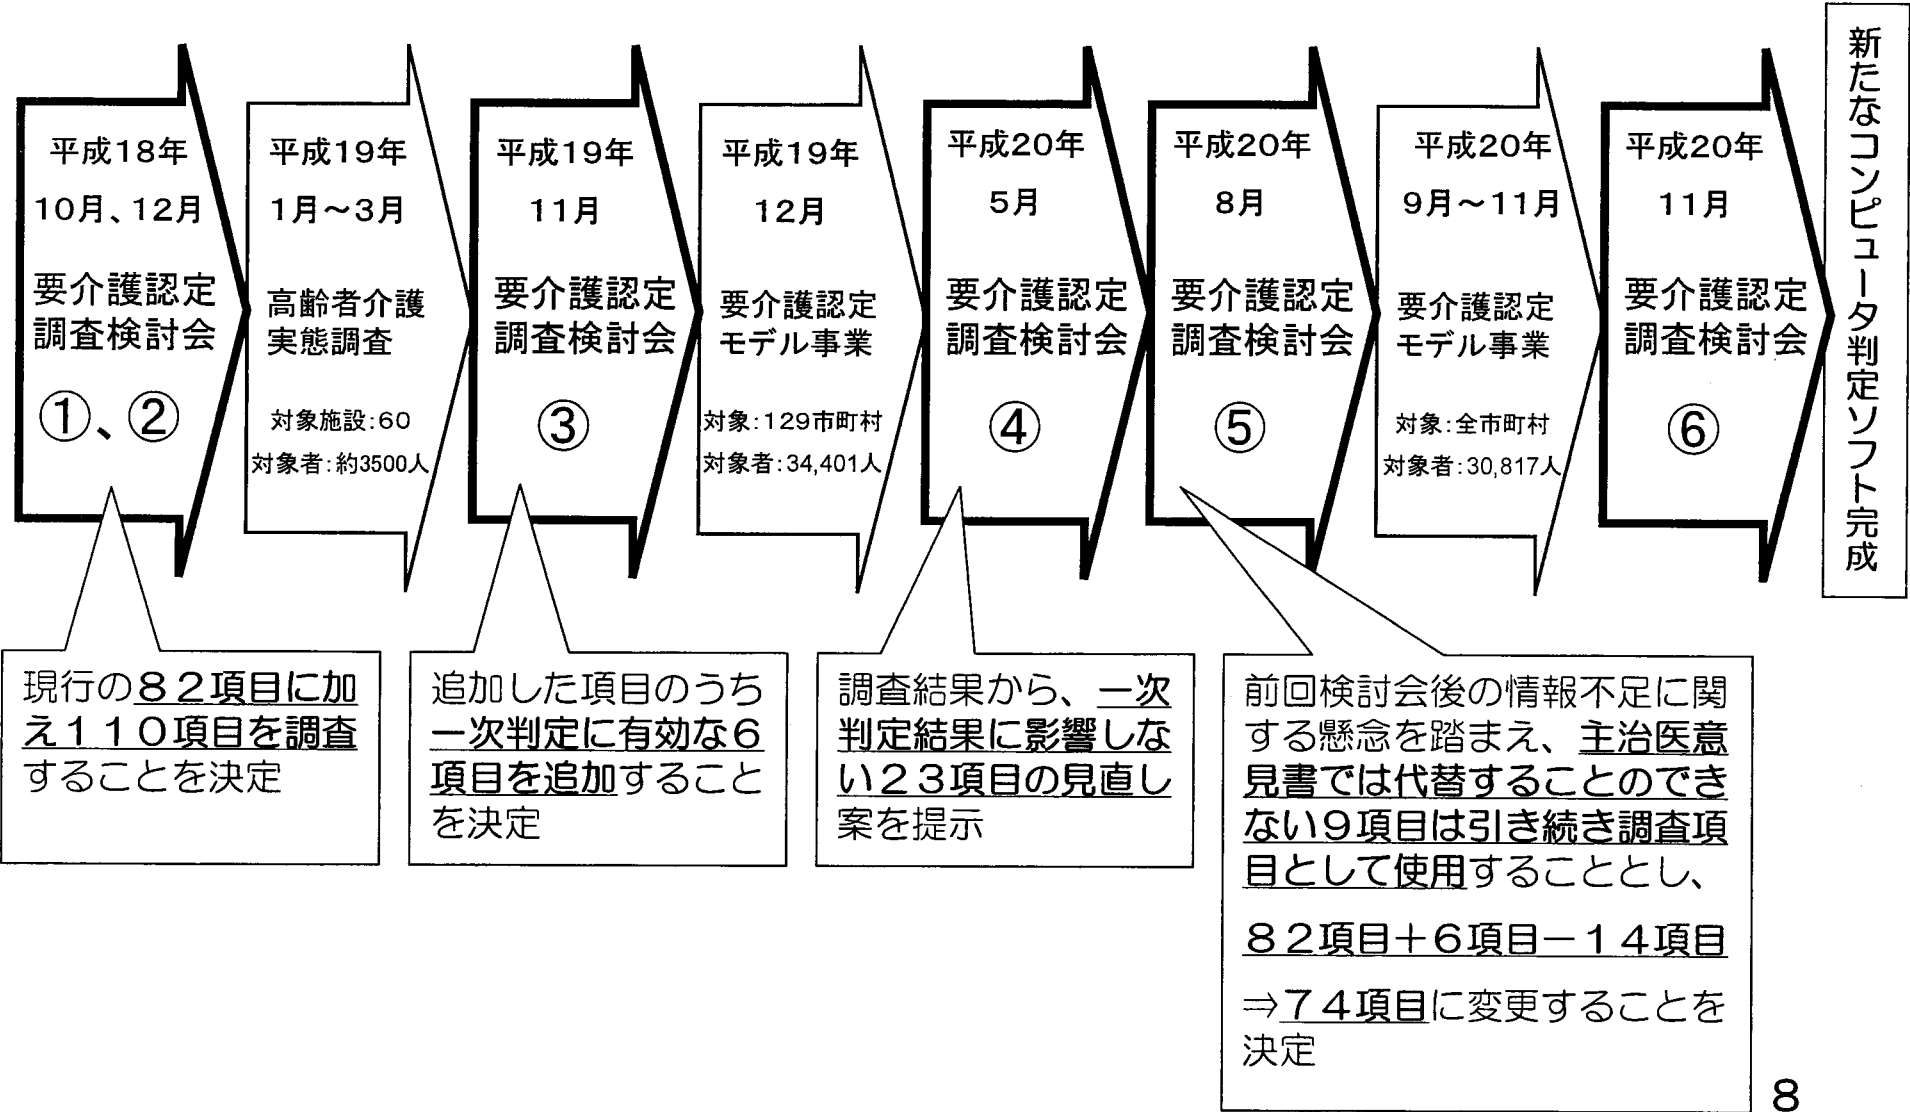 平成18年
10月、12月
要介護認定
調査検討会
①、②
平成19年
1月～3月
高齢者介護
実態調査
対象施設:60
対象者:約3500人
平成19年
11月
要介護認定
調査検討会
③
平成19年
12月
要介護認定
モデル事業
対象:129市町村
対象者:34,401人
平成20年
5月
要介護認定
調査検討会
④
平成20年
8月
要介護認定
調査検討会
⑤
平成20年
9月～11月
要介護認定
モデル事業
対象:全市町村
対象者:30,817人
平成20年
11月
要介護認定
調査検討会
⑥
新たなコンピュータ判定ソフト完成
現行の８２項目に加
え１１０項目を調査
することを決定
追加した項目のうち
一次判定に有効な６
項目を追加すること
を決定
調査結果から、一次
判定結果に影響しな
い２３項目の見直し
案を提示
前回検討会後の情報不足に関
する懸念を踏まえ、主治医意
見書では代替することのでき
ない９項目は引き続き調査項
目として使用することとし、
８２項目＋６項目－１４項目
⇒７４項目に変更することを
決定
8